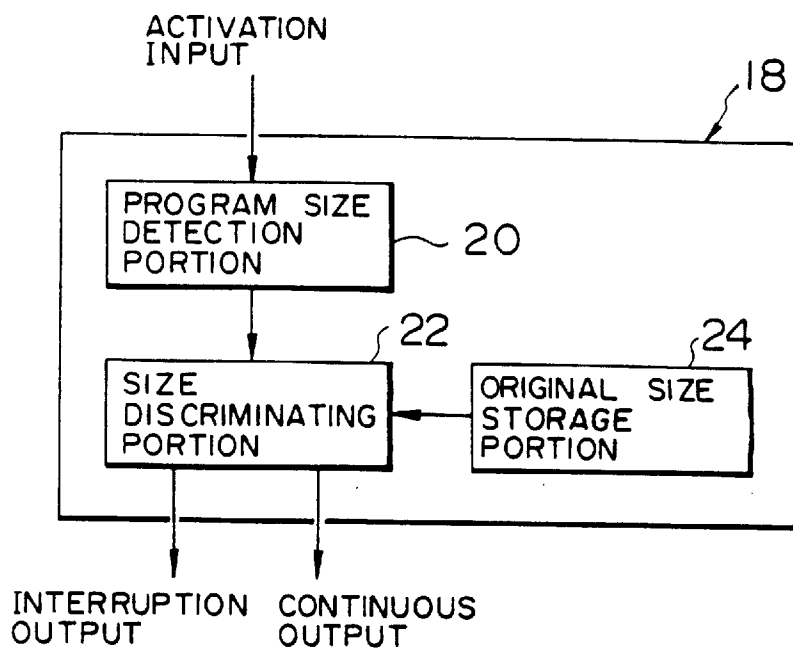 ACTIVATION
INPUT
18
PROGRAM SIZE
DETECTION
PORTION
20
22
24
SIZE
DISCRIMINATING
PORTION
ORIGINAL SIZE
STORAGE
PORTION
INTERRUPTION
OUTPUT
CONTINUOUS
OUTPUT